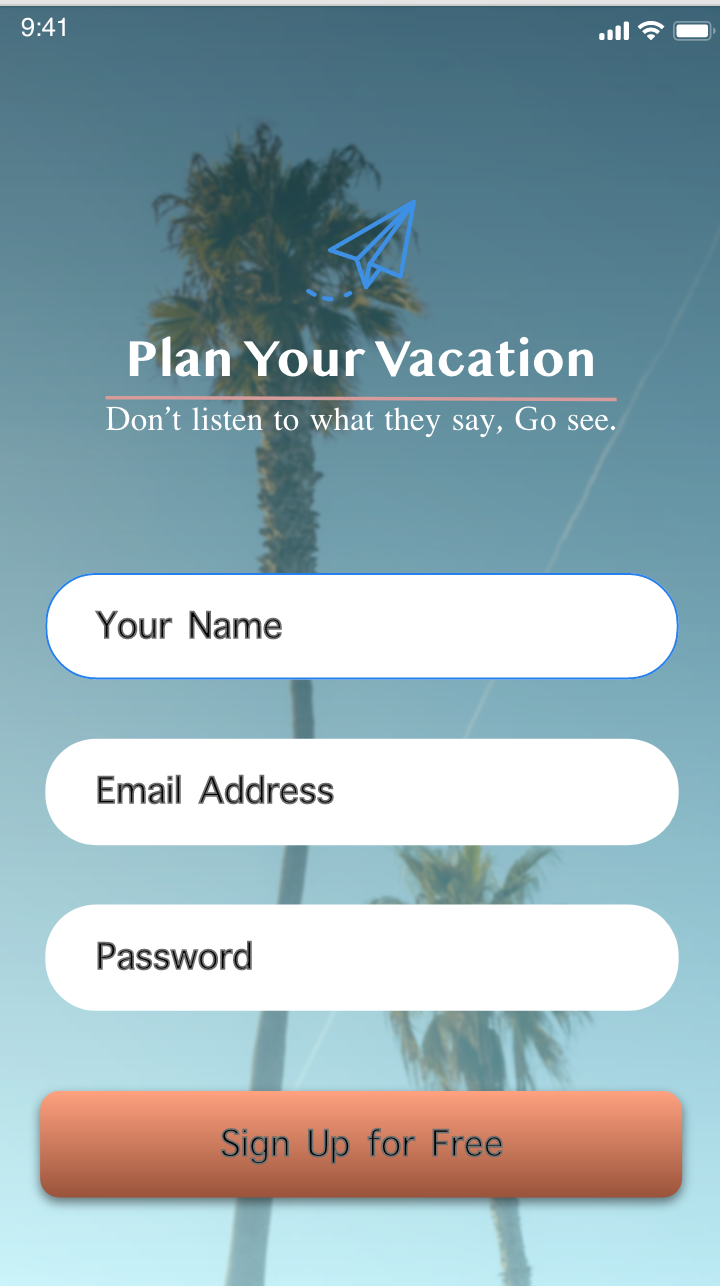 9:41
Plan Your Vacation
Don't listen to what they say, Go see.
Your Name
Email Address
Password
Sign Up for Free